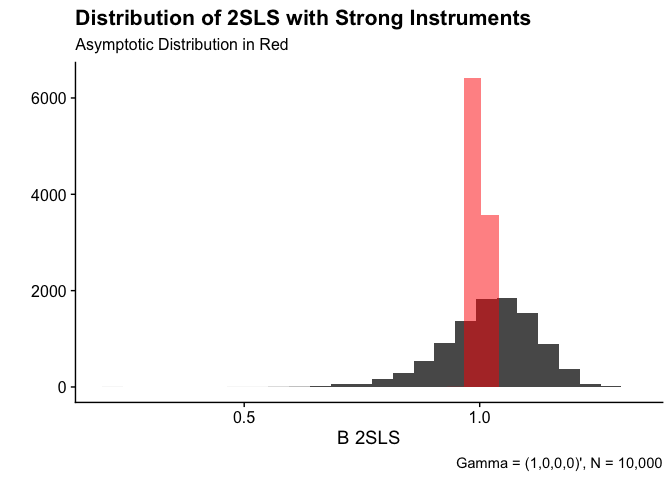 Distribution of 2SLS with Strong Instruments
Asymptotic Distribution in Red
6000
4000
2000
0
0.5
1.0
B 2SLS
Gamma = (1,0,0,0)', N = 10,000